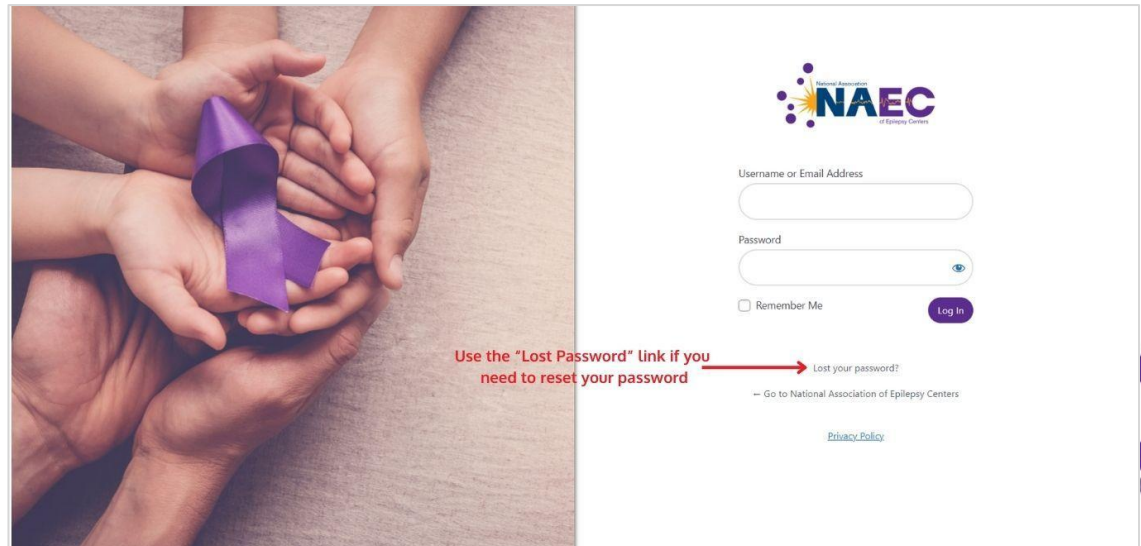 National Association
NAEC
of Epilepsy Centers
Username or Email Address
Password
Remember Me
Log In
Use the “Lost Password” link if you
need to reset your password
Lost your password?
← Go to National Association of Epilepsy Centers
Privacy Policy